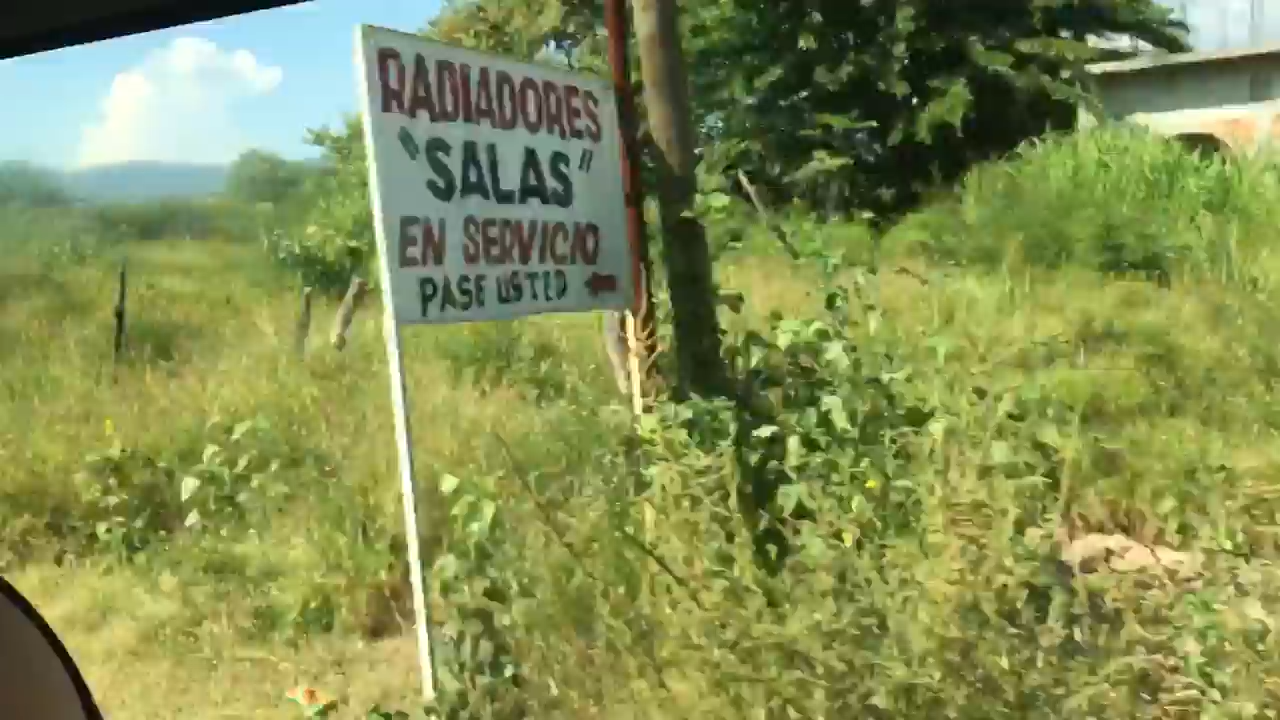 RADIADORES
"SALAS"
EN SERVICIO
PASE USTED ←